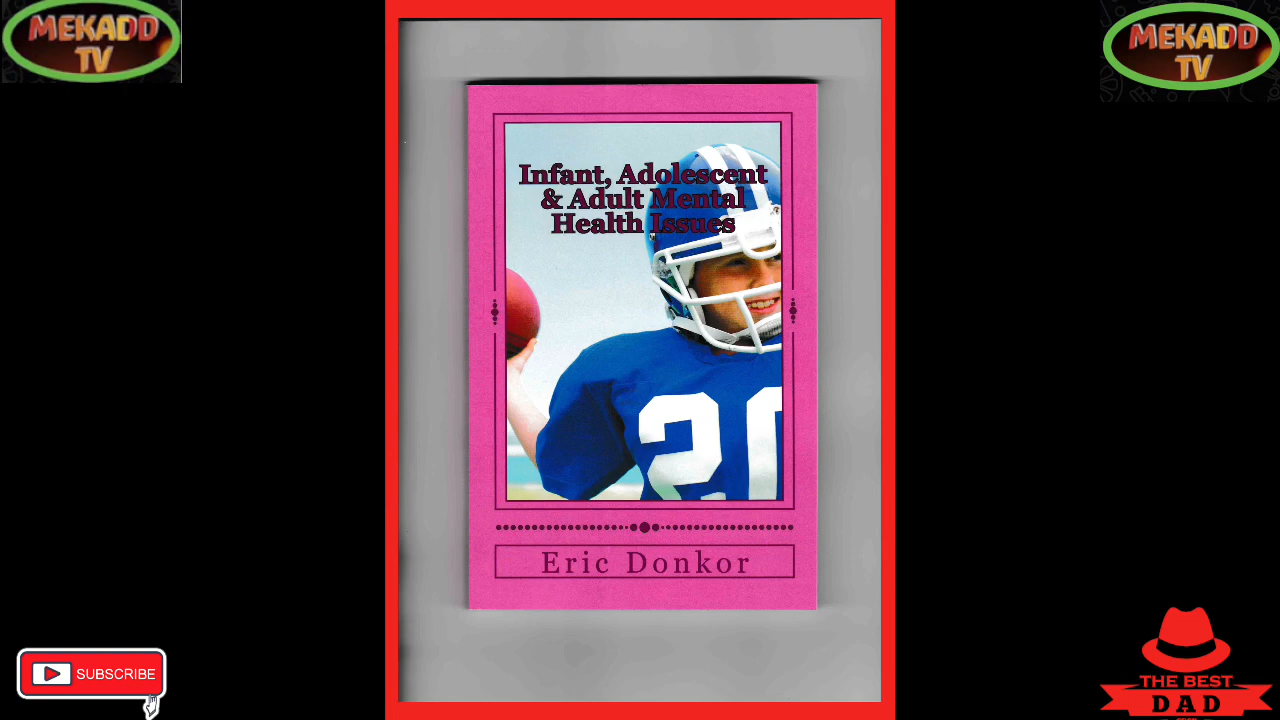 MEKADD
TV
MEKADD
TV
Infant, Adolescent
& Adult Mental
Health Issues
20
Eric Donkor
SUBSCRIBE
THE BEST
DAD